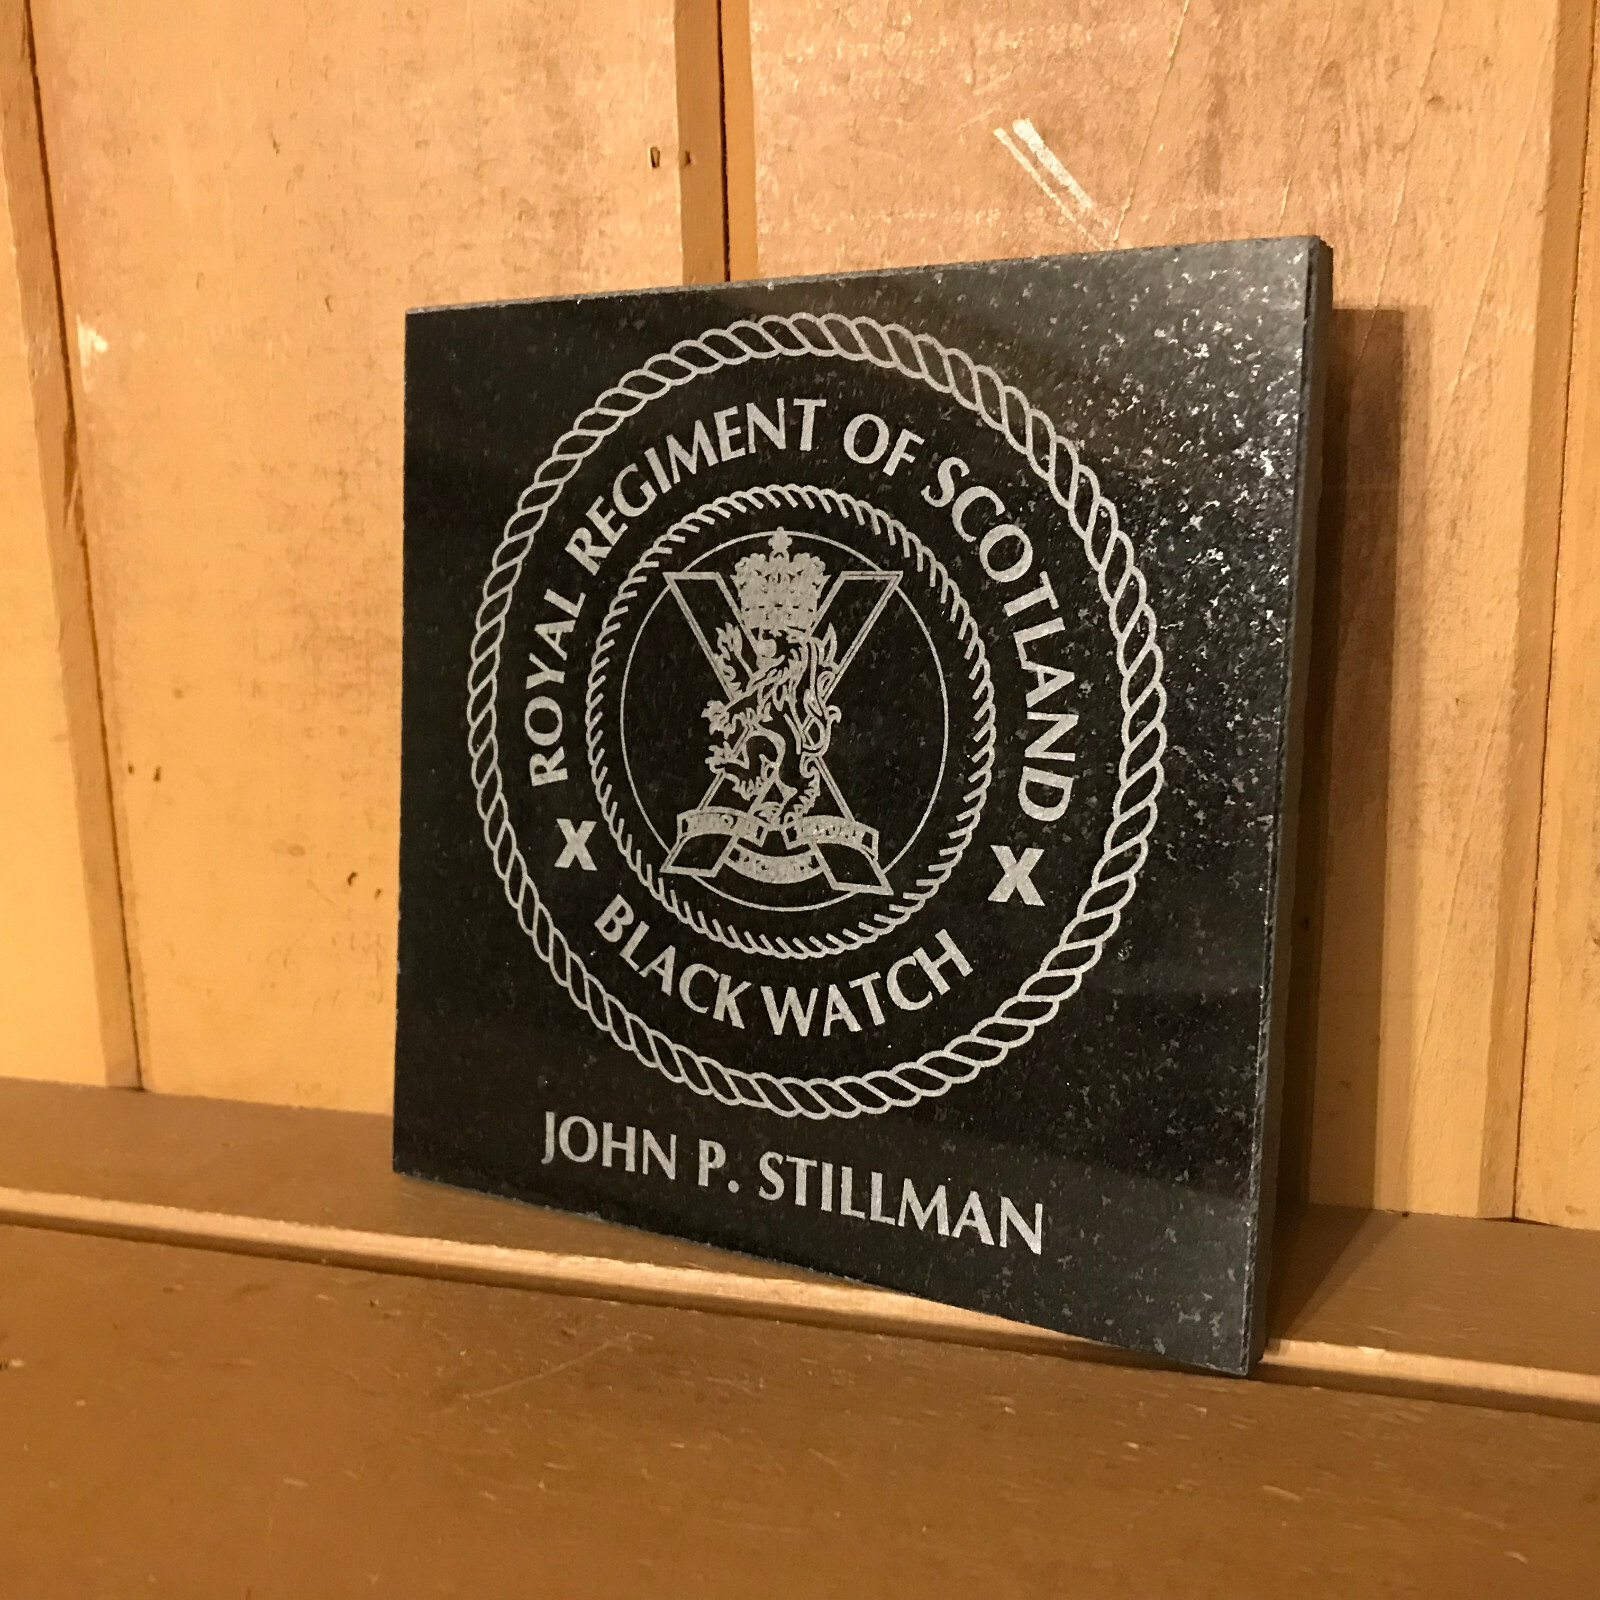 ROYAL REGIMENT OF SCOTLAND
X X
BLACK WATCH
JOHN P. STILLMAN